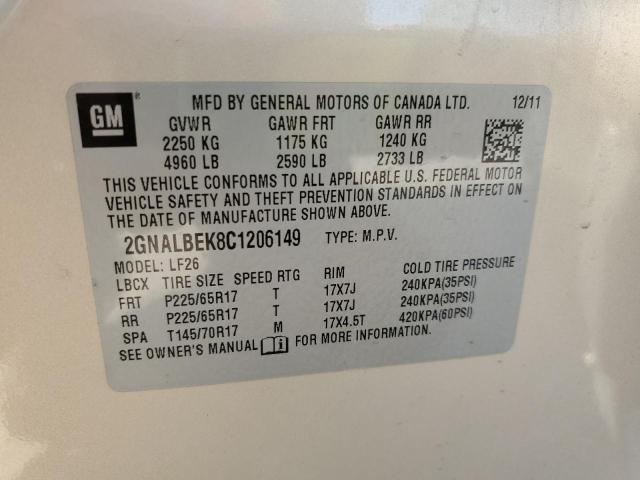 GM
MFD BY GENERAL MOTORS OF CANADA LTD. 12/11
GVWR GAWR FRT GAWR RR
2250 KG 1175 KG 1240 KG
4960 LB 2590 LB 2733 LB
THIS VEHICLE CONFORMS TO ALL APPLICABLE U.S. FEDERAL MOTOR
VEHICLE SAFETY AND THEFT PREVENTION STANDARDS IN EFFECT ON
THE DATE OF MANUFACTURE SHOWN ABOVE.
2GNALBEK8C1206149 TYPE: M.P.V.
MODEL: LF26
LBCX TIRE SIZE SPEED RTG RIM COLD TIRE PRESSURE
FRT P225/65R17 T 17X7J 240KPA(35PSI)
RR P225/65R17 T 17X7J 240KPA(35PSI)
SPA T145/70R17 M 17X4.5T 420KPA(60PSI)
SEE OWNER'S MANUAL FOR MORE INFORMATION.